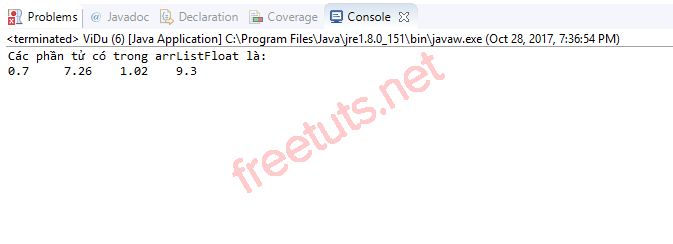 Problems @ Javadoc Declaration Coverage Console
<terminated> ViDu (6) [Java Application] C:\Program Files\Java\jre1.8.0_151\bin\javaw.exe (Oct 28, 2017, 7:36:54 PM)
Các phần tử có trong arrListFloat là:
0.7 7.26 1.02 9.3
freetuts.net